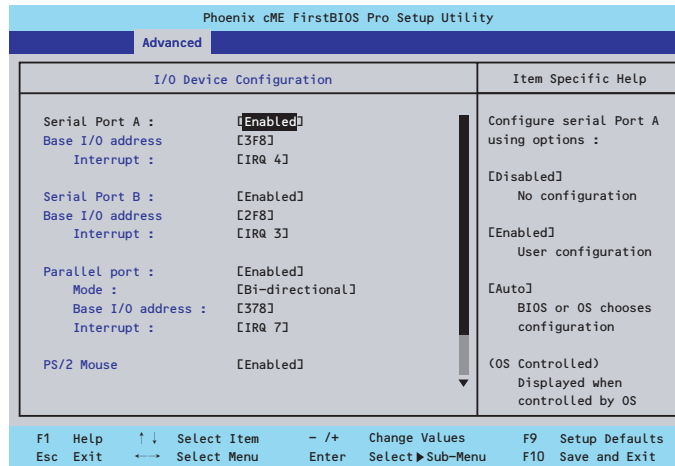 Phoenix cME FirstBIOS Pro Setup Utility
Advanced
I/O Device Configuration
Serial Port A : [Enabled]
Base I/O address [3F8]
Interrupt : [IRQ 4]
Serial Port B : [Enabled]
Base I/O address [2F8]
Interrupt : [IRQ 3]
Parallel port : [Enabled]
Mode : [Bi-directional]
Base I/O address : [378]
Interrupt : [IRQ 7]
PS/2 Mouse [Enabled]
Item Specific Help
Configure serial Port A
using options :
[Disabled]
No configuration
[Enabled]
User configuration
[Auto]
BIOS or OS chooses
configuration
(OS Controlled)
Displayed when
controlled by OS
F1 Help ↑↓ Select Item - /+ Change Values F9 Setup Defaults
Esc Exit ←→ Select Menu Enter Select▶Sub-Menu F10 Save and Exit